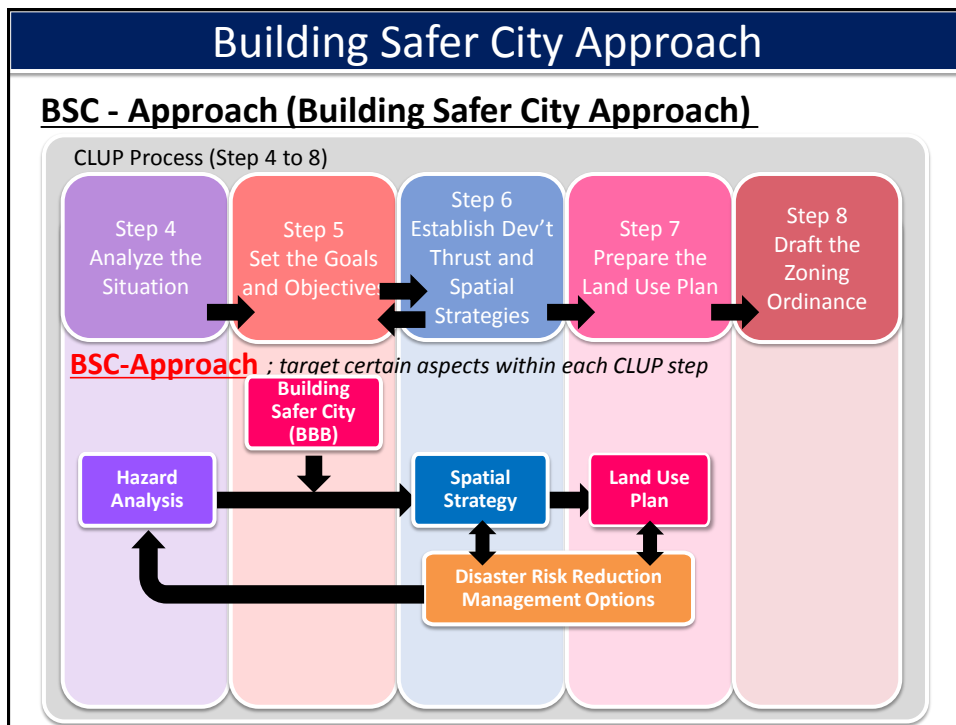 Building Safer City Approach
BSC - Approach (Building Safer City Approach)
CLUP Process (Step 4 to 8)
Step 4
Analyze the
Situation
Step 5
Set the Goals
and Objectives
Step 6
Establish Dev't
Thrust and
Spatial
Strategies
Step 7
Prepare the
Land Use Plan
Step 8
Draft the
Zoning
Ordinance
BSC-Approach ; target certain aspects within each CLUP step
Building
Safer City
(BBB)
Hazard
Analysis
Spatial
Strategy
Land Use
Plan
Disaster Risk Reduction
Management Options